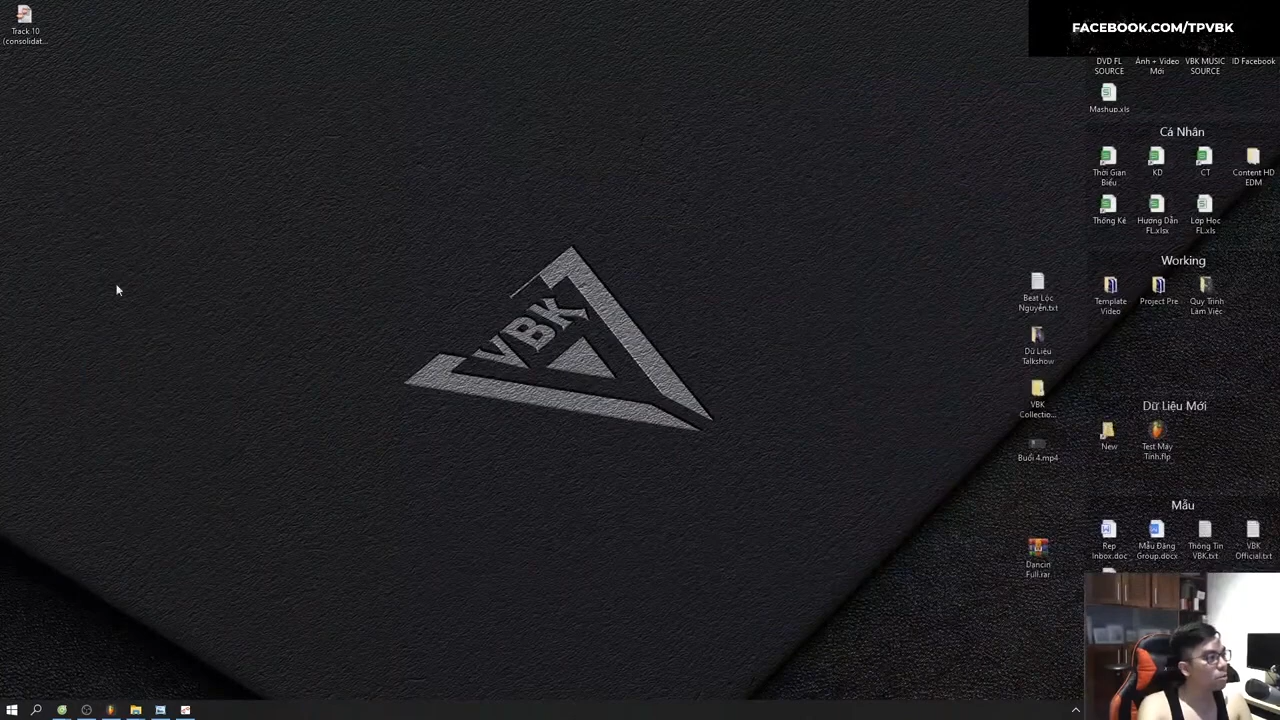 Track 10
(consolidat...
FACEBOOK.COM/TPVBK
DVD FL
SOURCE
Ảnh + Video
Mới
VBK MUSIC
SOURCE
ID Facebook
Mashup.xls
Cá Nhân
Thời Gian
Biểu
KD
CT
Content HD
EDM
Thống Kê
Hướng Dẫn
FL.xlsx
Lớp Học
FL.xls
Working
Template
Video
Project Pre
Quy Trình
Làm Việc
Beat Lộc
Nguyễn.txt
Dữ Liệu
Talkshow
VBK
Collectio...
Buổi 4.mp4
Dữ Liệu Mới
New
Test Máy
Tính.flp
Mẫu
Rep
Inbox.doc
Mẫu Đăng
Group.docx
Thông Tin
VBK.txt
VBK
Official.txt
Dancin
Full.rar
VBK